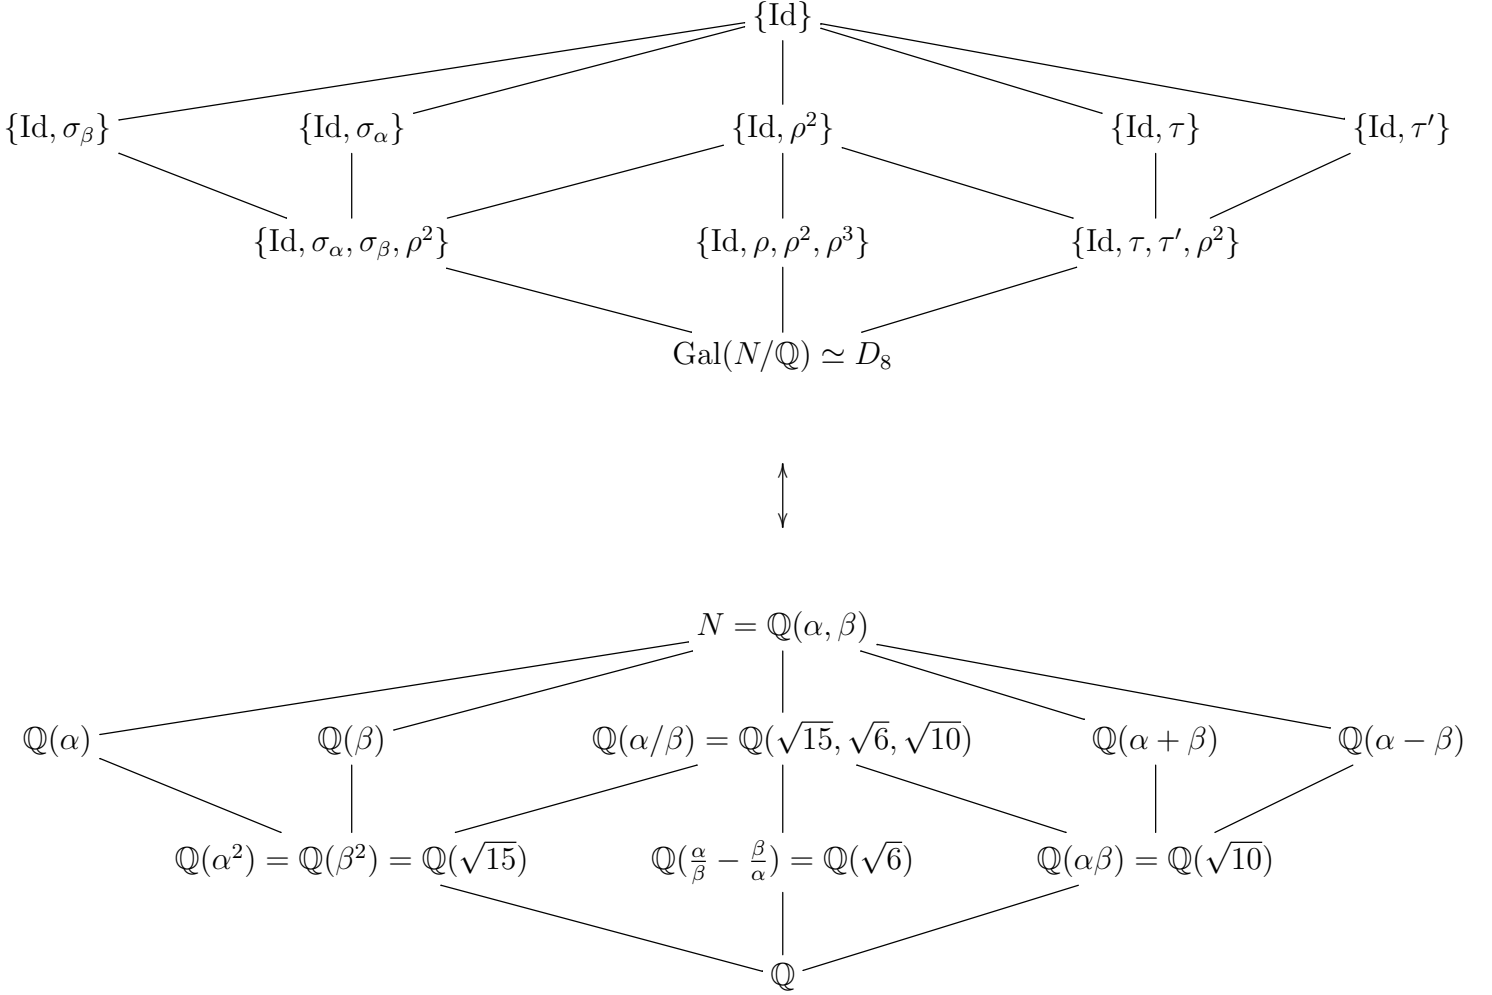 {Id}
{Id, σ_β} {Id, σ_α} {Id, ρ²} {Id, τ} {Id, τ′}
{Id, σ_α, σ_β, ρ²} {Id, ρ, ρ², ρ³} {Id, τ, τ′, ρ²}
Gal(N/ℚ) ≃ D₈
N = ℚ(α, β)
ℚ(α) ℚ(β) ℚ(α/β) = ℚ(√15, √6, √10) ℚ(α + β) ℚ(α − β)
ℚ(α²) = ℚ(β²) = ℚ(√15) ℚ(α/β − β/α) = ℚ(√6) ℚ(αβ) = ℚ(√10)
ℚ